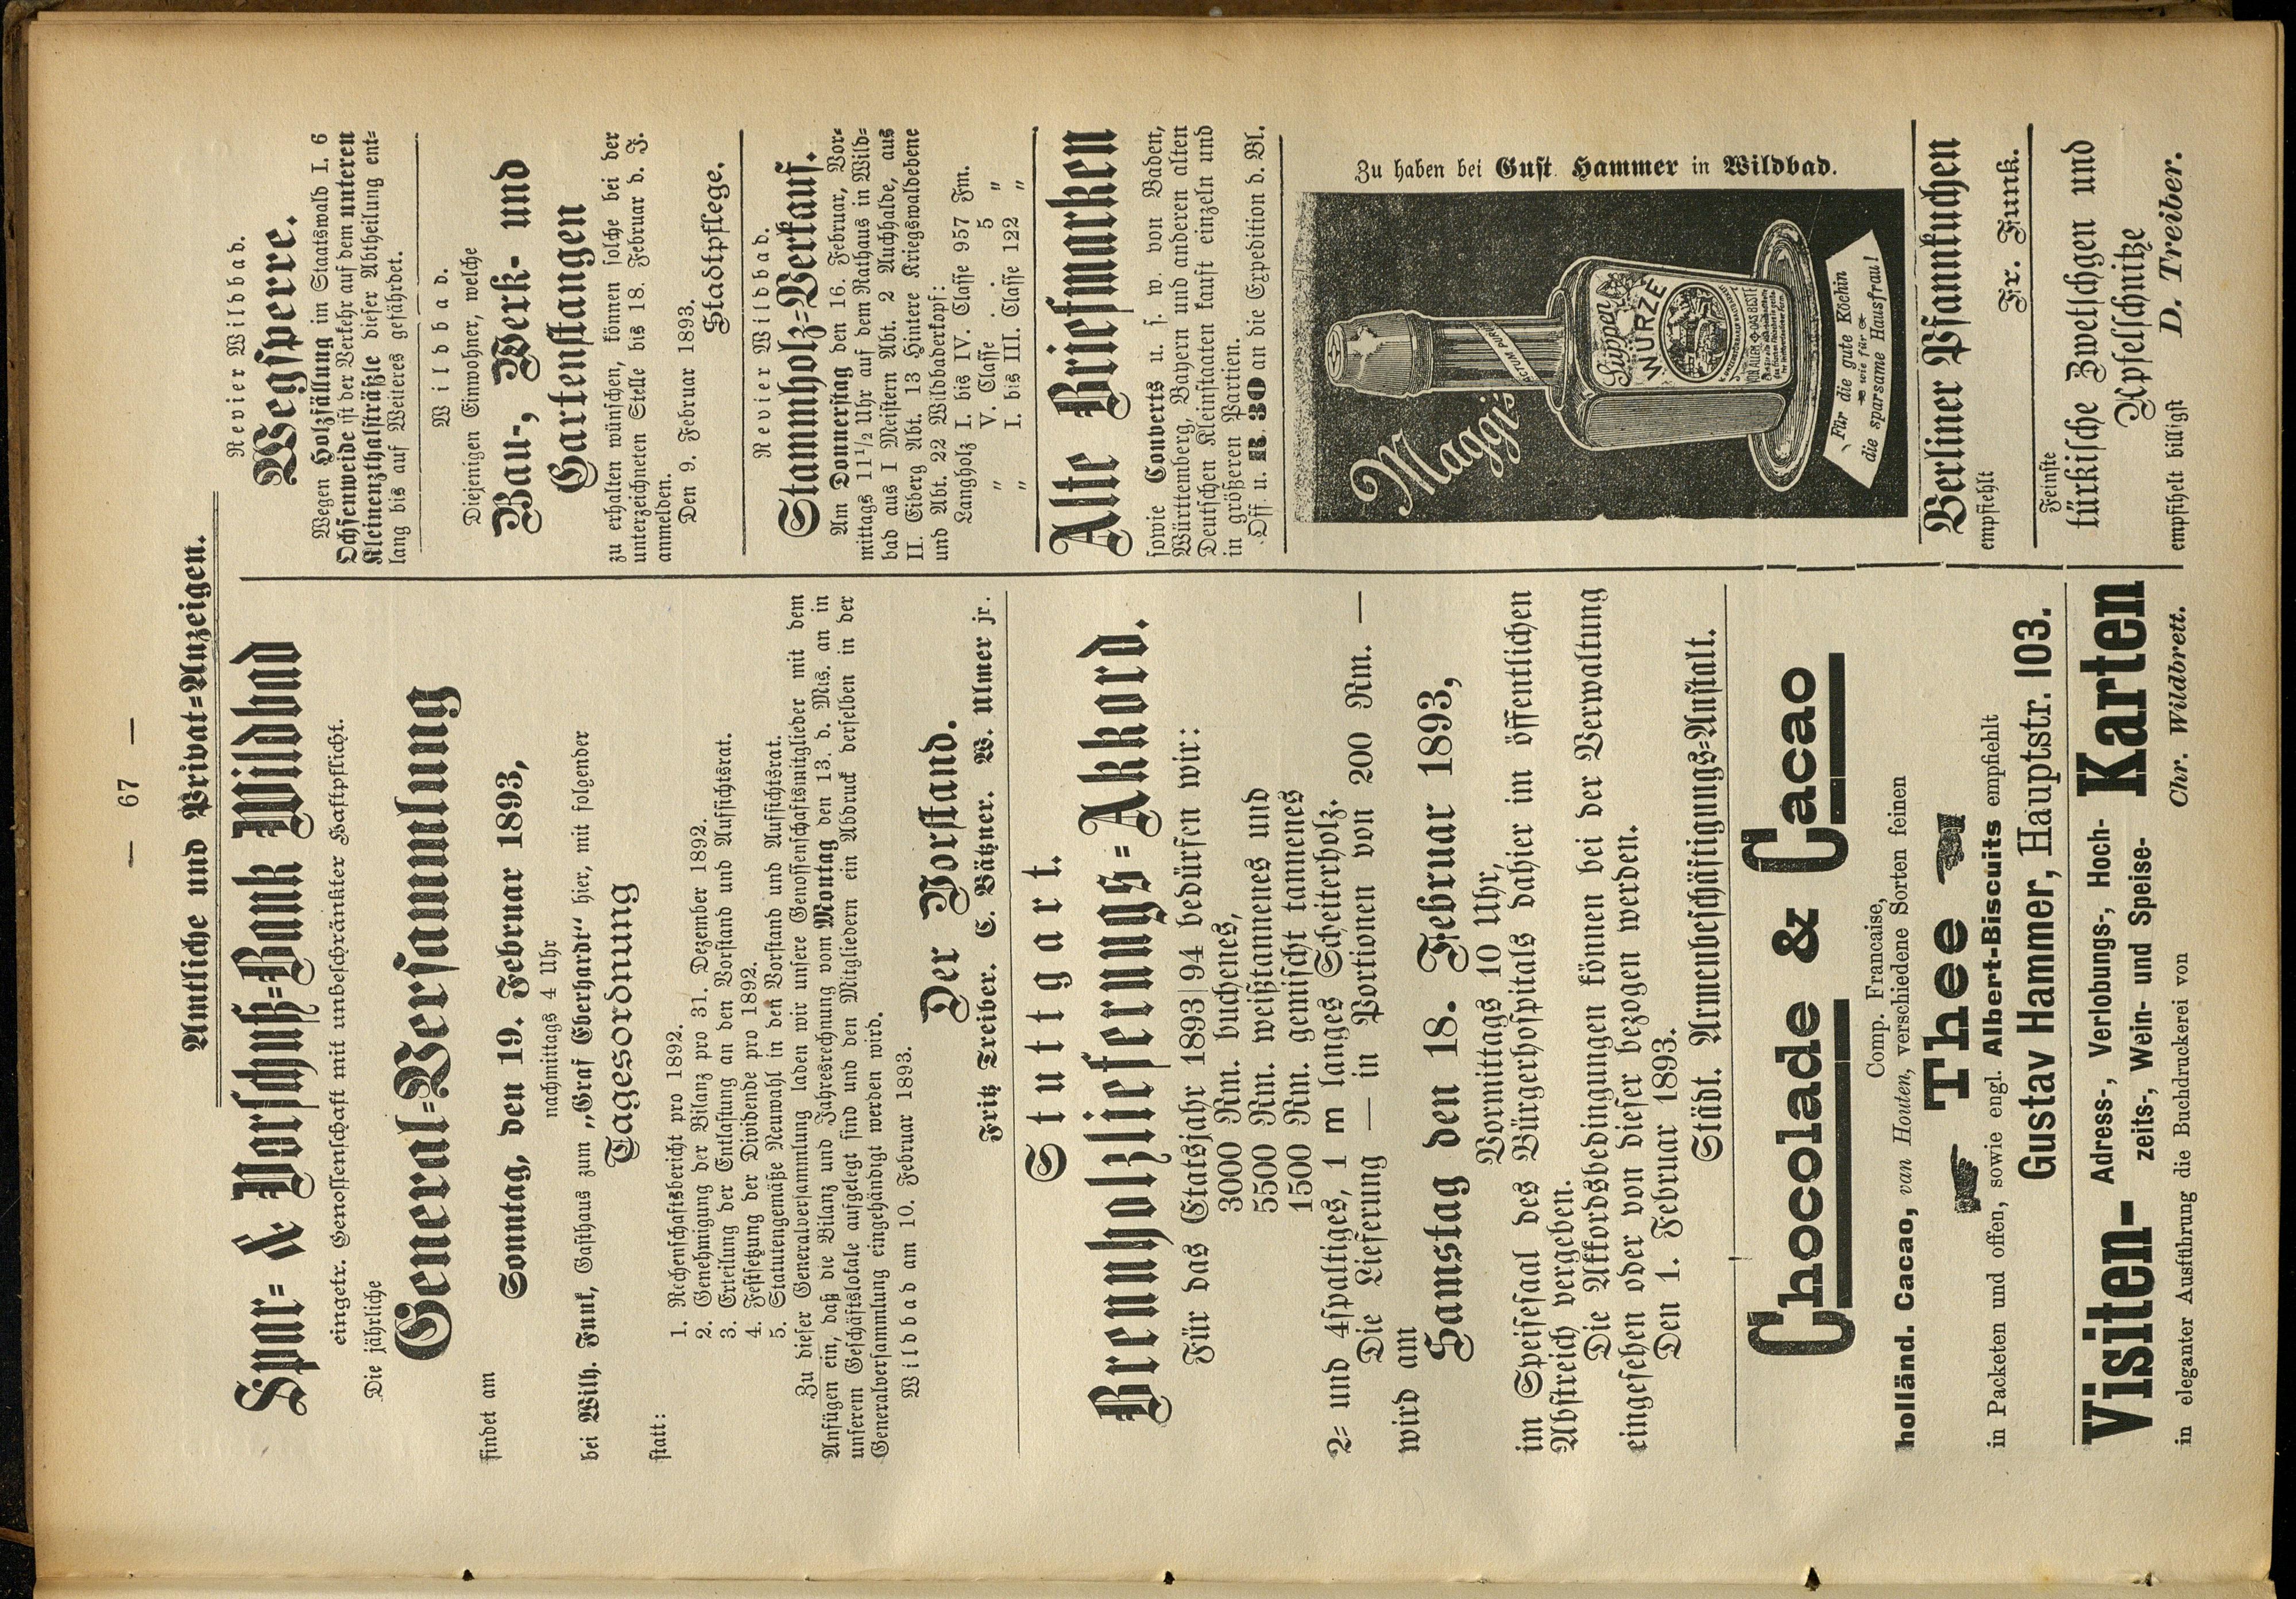 — 67 —
Amtliche und Privat=Anzeigen.
Spar= & Vorschuß=Bank Wildbad
eingetr. Genossenschaft mit unbeschränkter Haftpflicht.
Die jährliche
General=Versammlung
findet am
Sonntag, den 19. Februar 1893,
nachmittags 4 Uhr
bei Wilh. Funk, Gasthaus zum „Graf Eberhardt“ hier, mit folgender
Tagesordnung
statt:
1. Rechenschaftsbericht pro 1892.
2. Genehmigung der Bilanz pro 31. Dezember 1892.
3. Erteilung der Entlastung an den Vorstand und Aufsichtsrat.
4. Festsetzung der Dividende pro 1892.
5. Statutengemäße Neuwahl in den Vorstand und Aufsichtsrat.
Zu dieser Generalversammlung laden wir unsere Genossenschaftsmitglieder mit dem
Anfügen ein, daß die Bilanz und Jahresrechnung vom Montag den 13. d. Mts. an in
unserem Geschäftslokale aufgelegt sind und den Mitgliedern ein Abdruck derselben in der
Generalversammlung eingehändigt werden wird.
Wildbad am 10. Februar 1893.
Der Vorstand.
Fritz Treiber. C. Bätzner. W. Ulmer jr.
Stuttgart.
Brennholzlieferungs=Akkord.
Für das Etatsjahr 1893|94 bedürfen wir:
3000 Rm. buchenes,
5500 Rm. weißtannenes und
1500 Rm. gemischt tannenes
2= und 4spaltiges, 1 m langes Scheiterholz.
Die Lieferung — in Portionen von 200 Rm. —
wird am
Samstag den 18. Februar 1893,
Vormittags 10 Uhr,
im Speisesaal des Bürgerhospitals dahier im öffentlichen
Abstreich vergeben.
Die Akkordsbedingungen können bei der Verwaltung
eingesehen oder von dieser bezogen werden.
Den 1. Februar 1893.
Städt. Armenbeschäftigungs=Anstalt.
Chocolade & Cacao
Comp. Francaise,
holländ. Cacao, van Houten, verschiedene Sorten feinen
☛ Thee ☚
in Packeten und offen, sowie engl. Albert-Biscuits empfiehlt
Gustav Hammer, Hauptstr. 103.
Visiten- Adress-, Verlobungs-, Hoch-
zeits-, Wein- und Speise- Karten
in eleganter Ausführung die Buchdruckerei von Chr. Wildbrett.
Revier Wildbad.
Wegsperre.
Wegen Holzfällung im Staatswald I. 6
Ochsenweide ist der Verkehr auf dem unteren
Kleinenzthalsträßle dieser Abtheilung ent=
lang bis auf Weiteres gefährdet.
Wildbad.
Diejenigen Einwohner, welche
Bau-, Werk- und
Gartenstangen
zu erhalten wünschen, können solche bei der
unterzeichneten Stelle bis 18. Februar d. J.
anmelden.
Den 9. Februar 1893.
Stadtpflege.
Revier Wildbad.
Stammholz=Verkauf.
Am Donnerstag den 16. Februar, Vor=
mittags 11½ Uhr auf dem Rathaus in Wild=
bad aus I Meistern Abt. 2 Auchhalde, aus
II. Eiberg Abt. 13 Hintere Kriegswaldebene
und Abt. 22 Wildbaderkopf:
Langholz I. bis IV. Classe 957 Fm.
„ V. Classe . . 5 „
„ I. bis III. Classe 122 „
Alte Briefmarken
sowie Converts u. s. w. von Baden,
Württemberg, Bayern und anderen alten
Deutschen Kleinstaaten kauft einzeln und
in größeren Partien.
Off. u. R. 30 an die Expedition d. Bl.
Zu haben bei Gust. Hammer in Wildbad.
Maggi's
Suppen
WÜRZE
VOR ALLEM DAS BESTE
Für die gute Köchin
wie für
die sparsame Hausfrau!
Berliner Pfannkuchen
empfiehlt Fr. Funk.
Feinste
türkische Zwetschgen und
Apfelschnitze
empfihelt billigst D. Treiber.